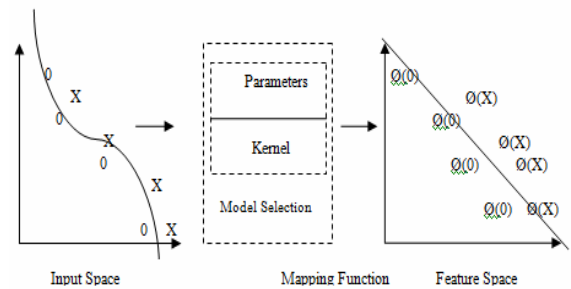 0
X
0
X
0
X
0
X
Parameters
Kernel
Model Selection
Ø(0)
Ø(X)
Ø(0)
Ø(X)
Ø(0)
Ø(X)
Ø(0)
Ø(X)
Input Space
Mapping Function
Feature Space